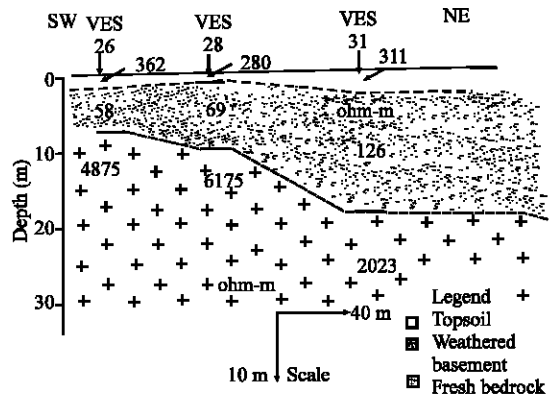 SW VES VES VES NE
26 28 31
362 280 311
0
58 69 ohm-m
126
10
4875 6175
20
2023
ohm-m
30
Depth (m)
40 m
10 m Scale
Legend
Topsoil
Weathered
basement
Fresh bedrock